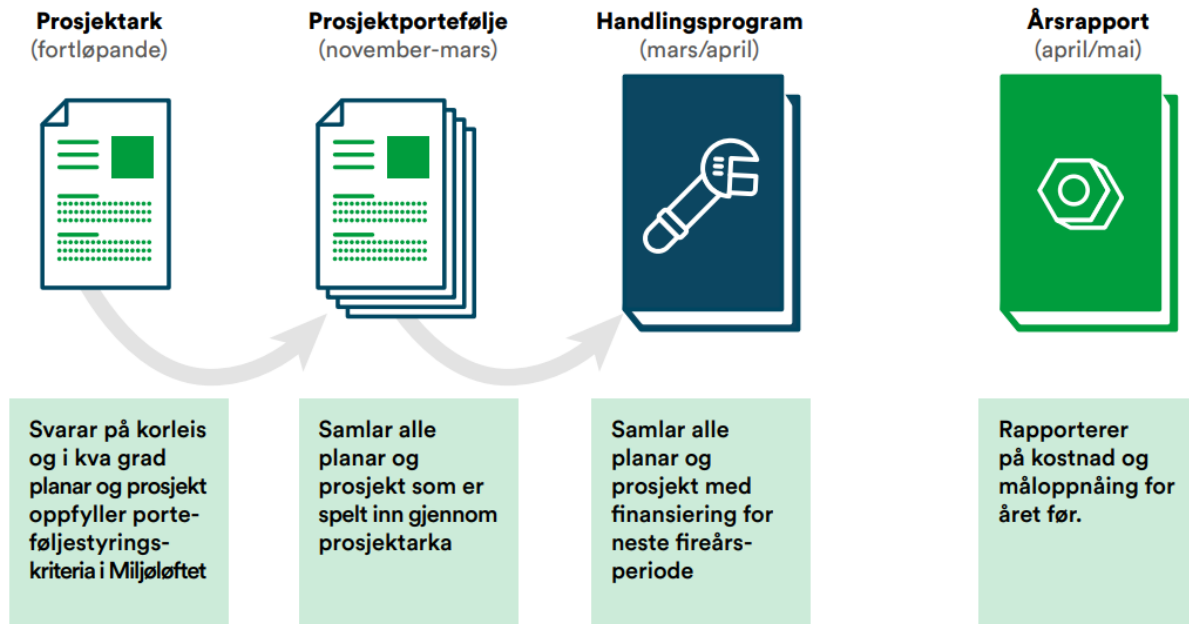 Prosjektark
(fortløpande)
Prosjektportefølje
(november-mars)
Handlingsprogram
(mars/april)
Årsrapport
(april/mai)
Svarar på korleis
og i kva grad
planar og prosjekt
oppfyller porte-
føljestyrings-
kriteria i Miljøløftet
Samlar alle
planar og
prosjekt som er
spelt inn gjennom
prosjektarka
Samlar alle
planar og
prosjekt med
finansiering for
neste fireårs-
periode
Rapporterer
på kostnad og
måloppnåing for
året før.